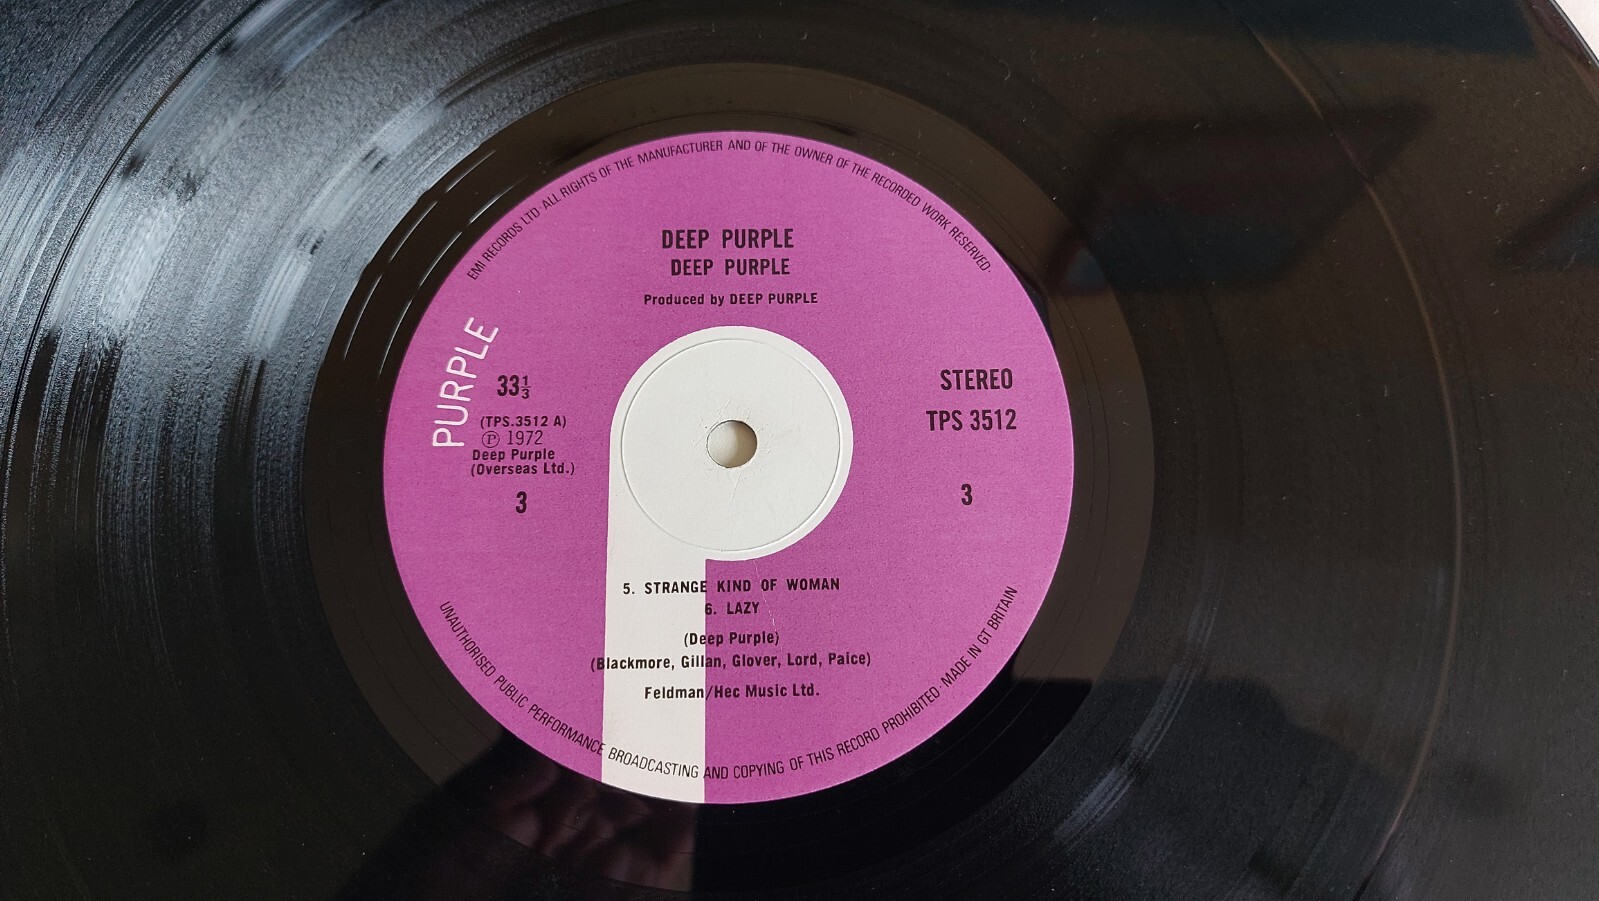 EMI RECORDS LTD · ALL RIGHTS OF THE MANUFACTURER AND OF THE OWNER OF THE RECORDED WORK RESERVED ·
DEEP PURPLE
DEEP PURPLE
Produced by DEEP PURPLE
PURPLE
33⅓
(TPS.3512 A)
Ⓟ 1972
Deep Purple
(Overseas Ltd.)
3
STEREO
TPS 3512
3
5. STRANGE KIND OF WOMAN
6. LAZY
(Deep Purple)
(Blackmore, Gillan, Glover, Lord, Paice)
Feldman/Hec Music Ltd.
UNAUTHORISED PUBLIC PERFORMANCE BROADCASTING AND COPYING OF THIS RECORD PROHIBITED · MADE IN GT BRITAIN